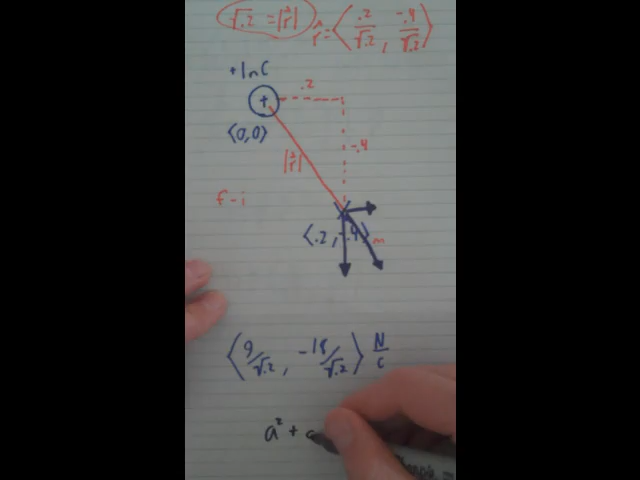 √.2 = |r⃗| r̂ = ⟨.2/√.2, -.4/√.2⟩
+1nC
.2
+
⟨0,0⟩
-.4
|r⃗|
f-i
⟨.2, -.4⟩ m
⟨9/√.2, -18/√.2⟩ N/C
a² +